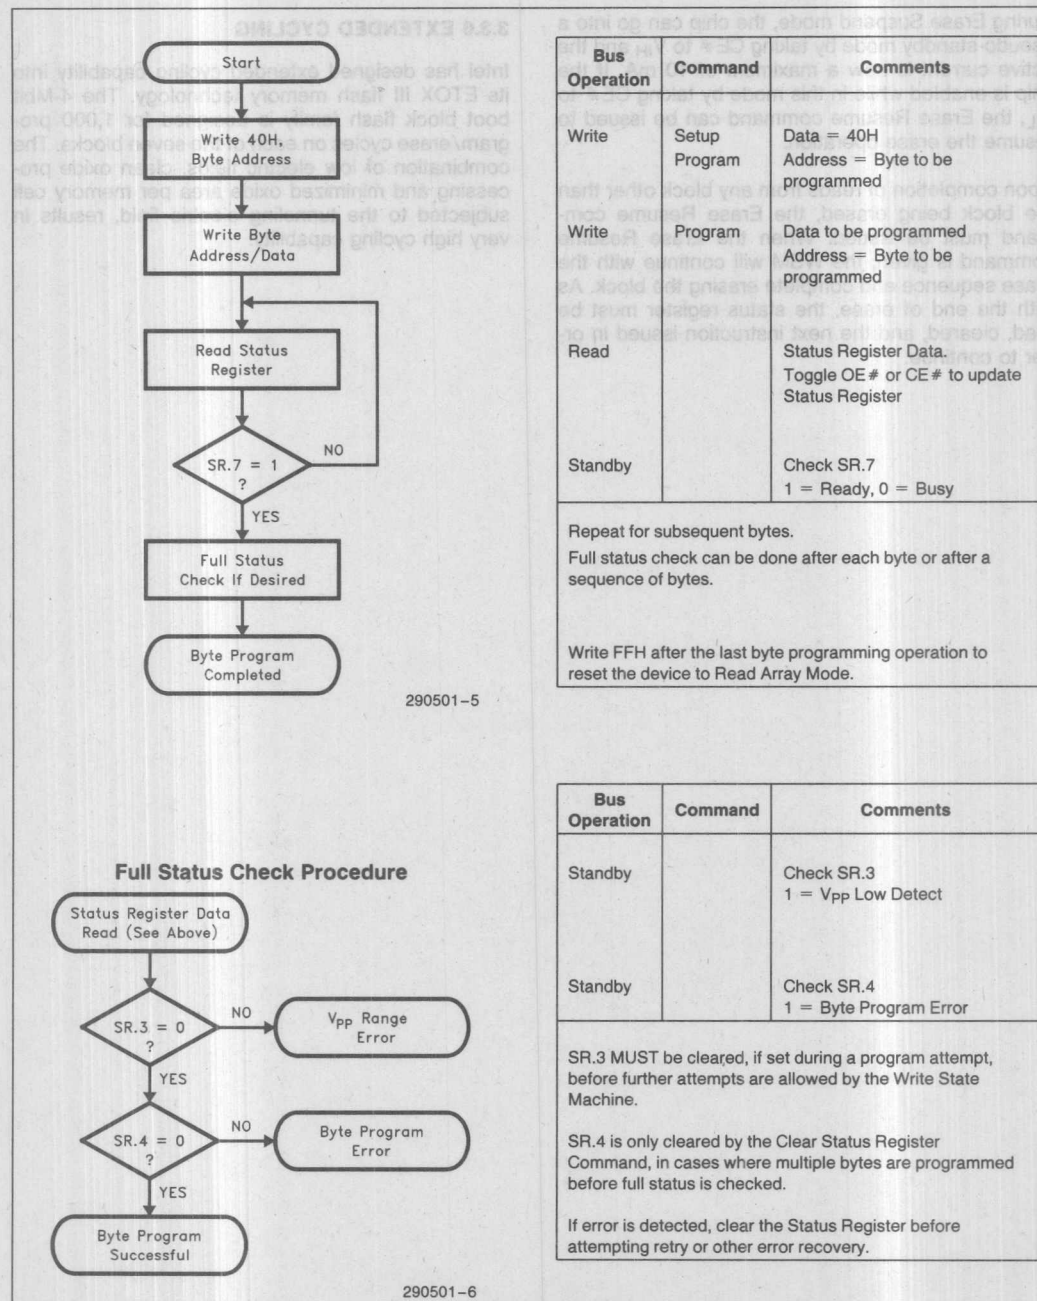 Start
Write 40H,
Byte Address
Write Byte
Address/Data
Read Status
Register
NO
SR.7 = 1
?
YES
Full Status
Check If Desired
Byte Program
Completed
290501-5
Bus
Operation
Command
Comments
Write
Setup
Program
Data = 40H
Address = Byte to be
programmed
Write
Program
Data to be programmed
Address = Byte to be
programmed
Read
Status Register Data.
Toggle OE# or CE# to update
Status Register
Standby
Check SR.7
1 = Ready, 0 = Busy
Repeat for subsequent bytes.
Full status check can be done after each byte or after a
sequence of bytes.
Write FFH after the last byte programming operation to
reset the device to Read Array Mode.
Full Status Check Procedure
Status Register Data
Read (See Above)
SR.3 = 0
?
NO
VPP Range
Error
YES
SR.4 = 0
?
NO
Byte Program
Error
YES
Byte Program
Successful
290501-6
Bus
Operation
Command
Comments
Standby
Check SR.3
1 = VPP Low Detect
Standby
Check SR.4
1 = Byte Program Error
SR.3 MUST be cleared, if set during a program attempt,
before further attempts are allowed by the Write State
Machine.
SR.4 is only cleared by the Clear Status Register
Command, in cases where multiple bytes are programmed
before full status is checked.
If error is detected, clear the Status Register before
attempting retry or other error recovery.